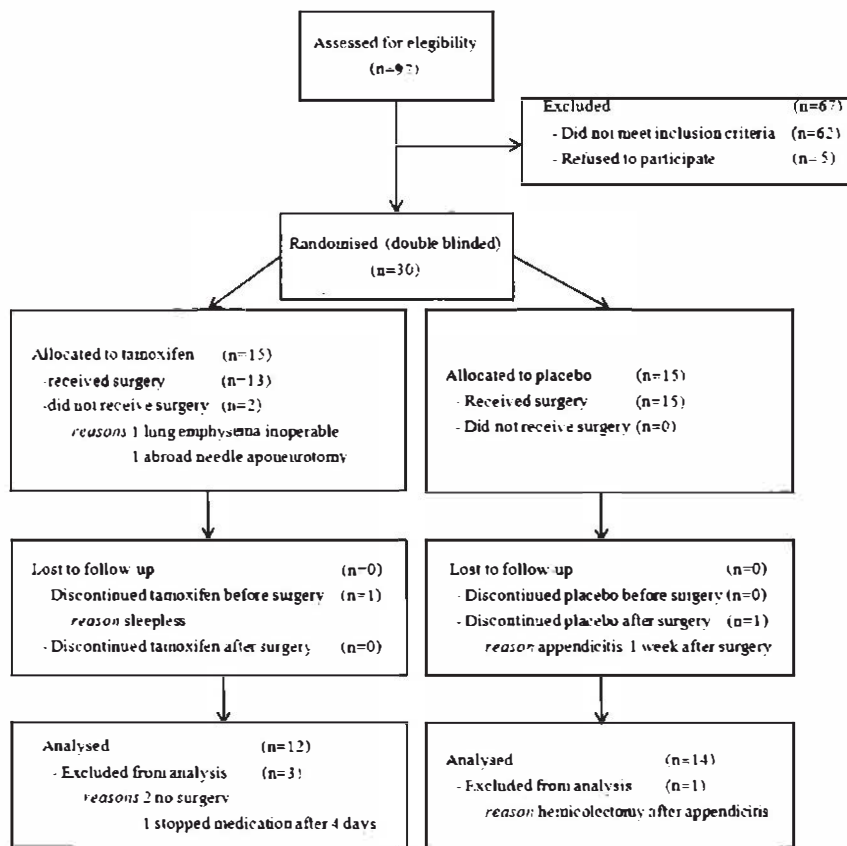 Assessed for elegibility
(n=97)
Excluded (n=67)
- Did not meet inclusion criteria (n=62)
- Refused to participate (n= 5)
Randomised (double blinded)
(n=30)
Allocated to tamoxifen (n=15)
-received surgery (n=13)
-did not receive surgery (n=2)
reasons 1 lung emphysema inoperable
1 abroad needle aponeurotomy
Allocated to placebo (n=15)
- Received surgery (n=15)
- Did not receive surgery (n=0)
Lost to follow-up (n=0)
Discontinued tamoxifen before surgery (n=1)
reason sleepless
- Discontinued tamoxifen after surgery (n=0)
Lost to follow-up (n=0)
- Discontinued placebo before surgery (n=0)
- Discontinued placebo after surgery (n=1)
reason appendicitis 1 week after surgery
Analysed (n=12)
- Excluded from analysis (n=3)
reasons 2 no surgery
1 stopped medication after 4 days
Analysed (n=14)
- Excluded from analysis (n=1)
reason hemicolectomy after appendicitis